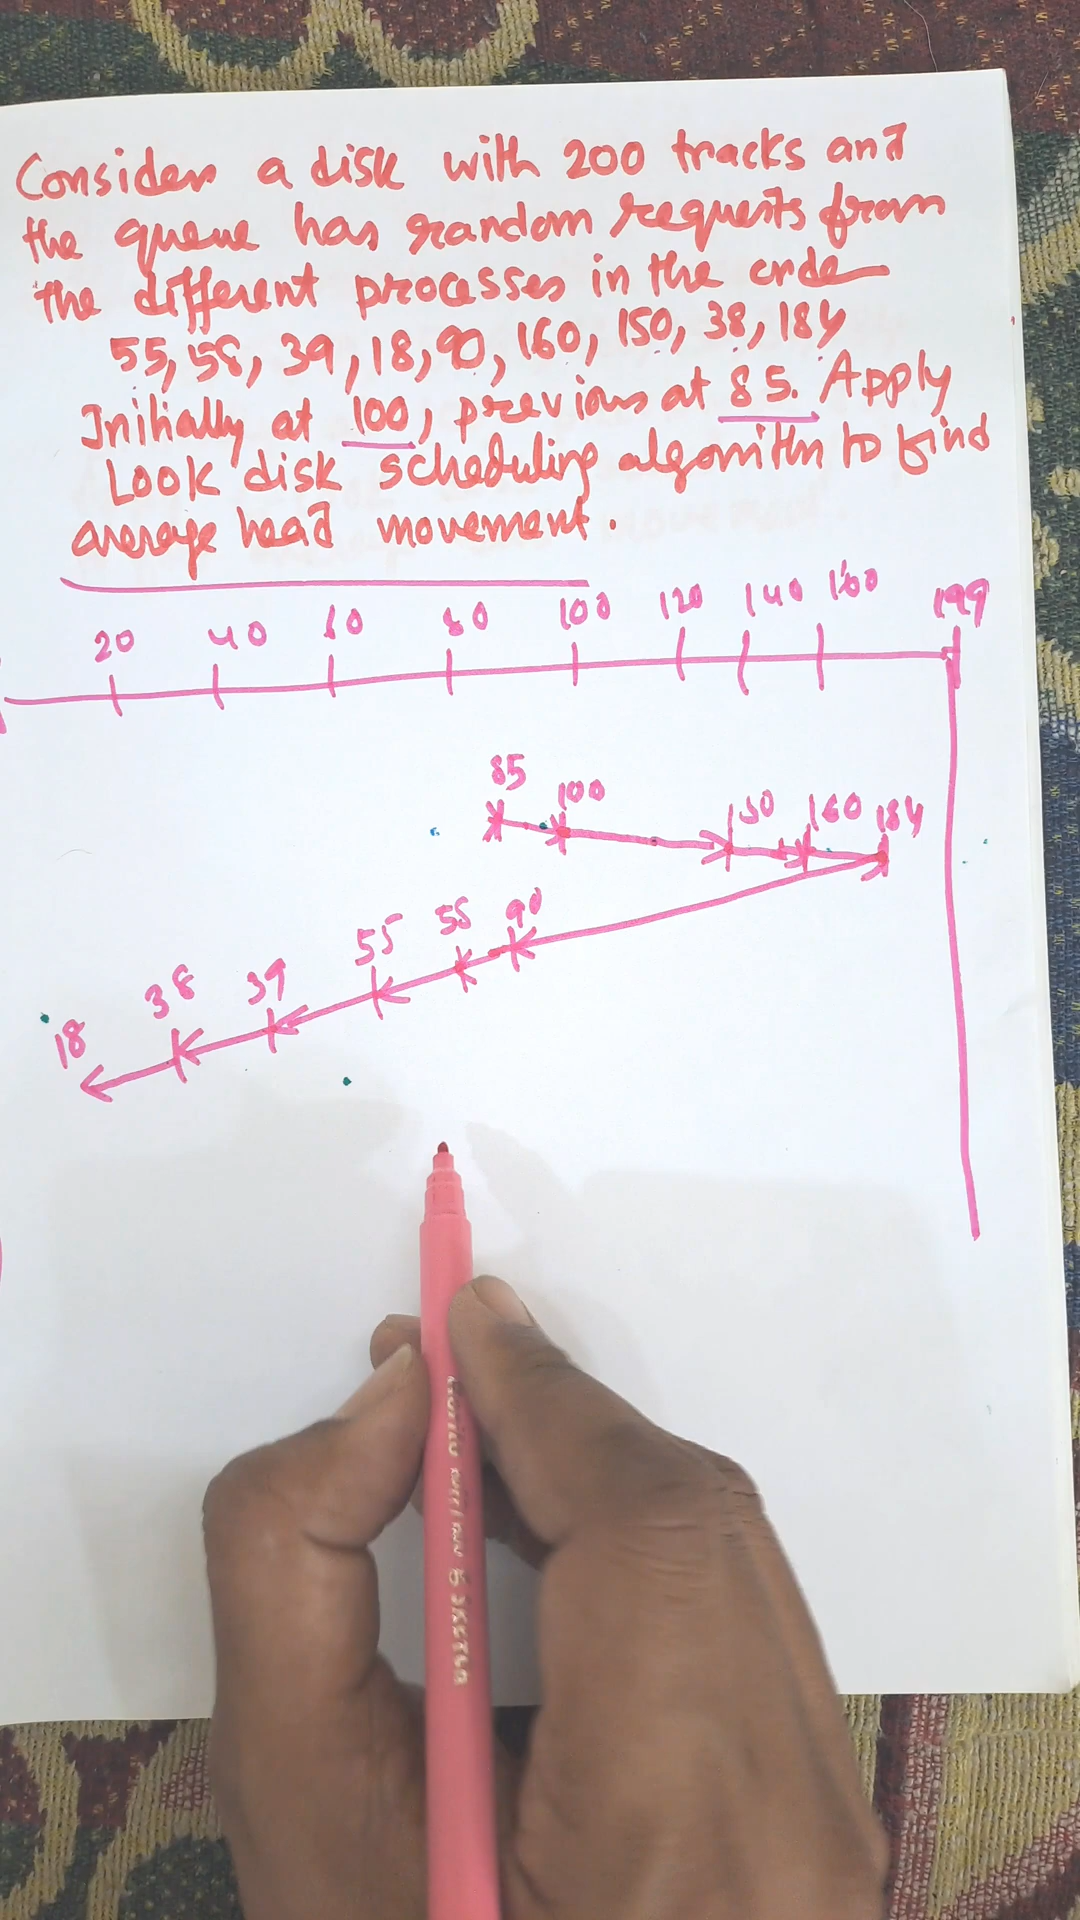 Consider a disk with 200 tracks and
the queue has random requests from
the different processes in the order
55, 58, 39, 18, 90, 160, 150, 38, 184
Initially at 100, previous at 85. Apply
Look disk scheduling algorithm to find
average head movement.
20 40 60 80 100 120 140 160 199
85 100 150 160 184
18 38 39 55 58 90